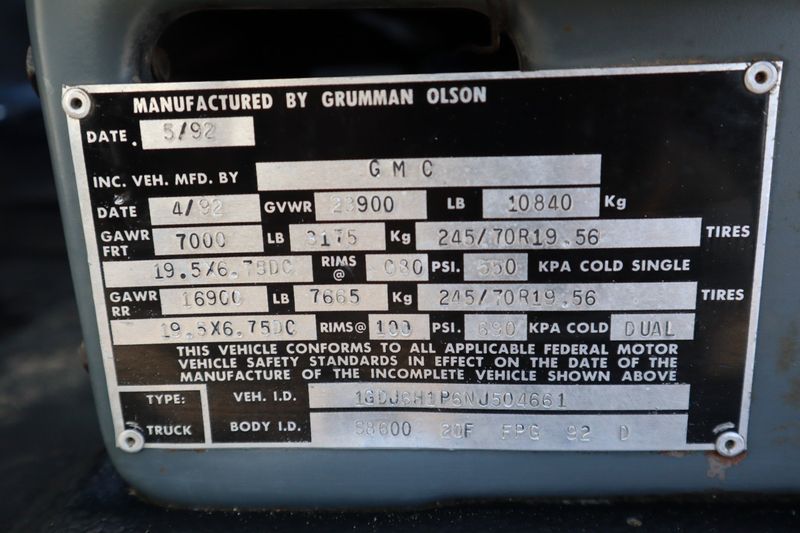 MANUFACTURED BY GRUMMAN OLSON
DATE. 5/92
INC. VEH. MFD. BY GMC
DATE 4/92 GVWR 23900 LB 10840 Kg
GAWR FRT 7000 LB 3175 Kg 245/70R19.56 TIRES
19.5X6.75DC RIMS @ 080 PSI. 550 KPA COLD SINGLE
GAWR RR 16900 LB 7665 Kg 245/70R19.56 TIRES
19.5X6.75DC RIMS@ 100 PSI. 690 KPA COLD DUAL
THIS VEHICLE CONFORMS TO ALL APPLICABLE FEDERAL MOTOR
VEHICLE SAFETY STANDARDS IN EFFECT ON THE DATE OF THE
MANUFACTURE OF THE INCOMPLETE VEHICLE SHOWN ABOVE
TYPE: VEH. I.D. 1GDJ6H1P6NJ504661
TRUCK BODY I.D. 58600 20F FPG 92 D